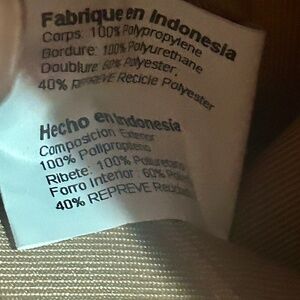 Fabrique en Indonesia
Corps: 100% Polypropylene
Bordure: 100% Polyurethane
Doublure 60% Polyester,
40% REPREVE Recicle Polyester
Hecho en Indonesia
Composicion Exterior
100% Polipropileno
Ribete: 100% Poliuretano
Forro Interior: 60%
40% REPREVE